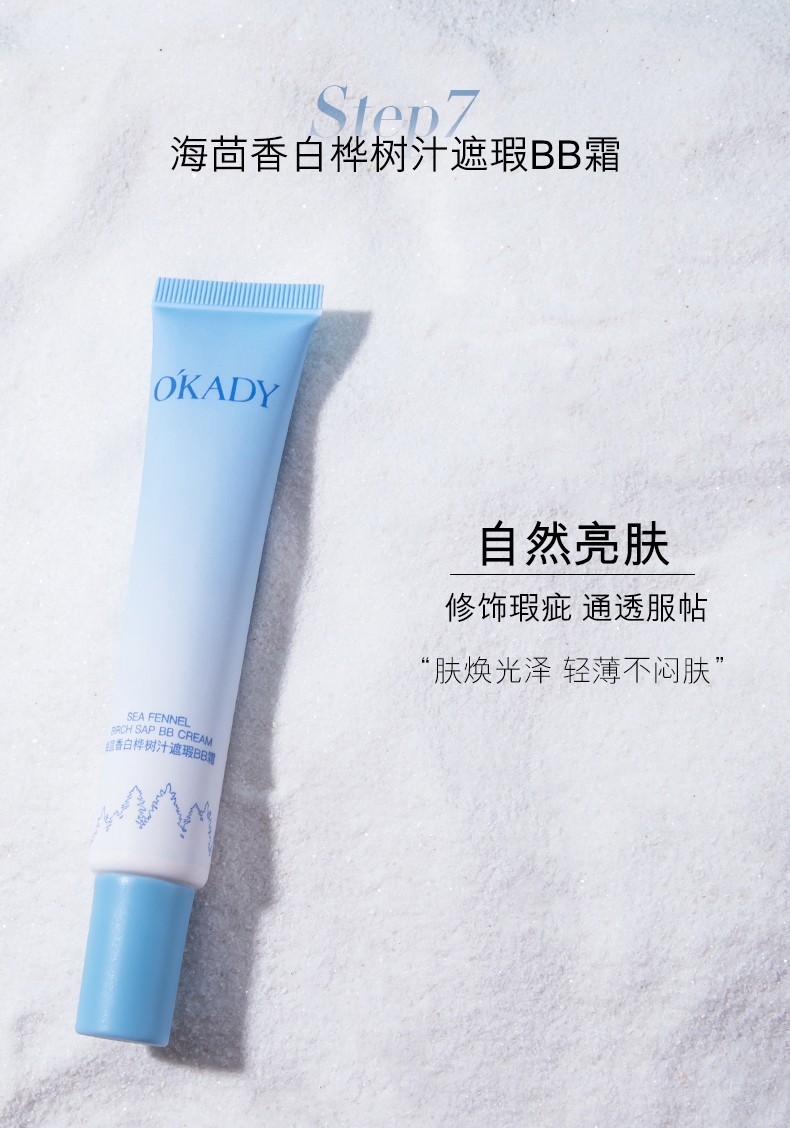 Step7
海茴香白桦树汁遮瑕BB霜
O'KADY
自然亮肤
修饰瑕疵 通透服帖
“肤焕光泽 轻薄不闷肤”
SEA FENNEL
BIRCH SAP BB CREAM
海茴香白桦树汁遮瑕BB霜